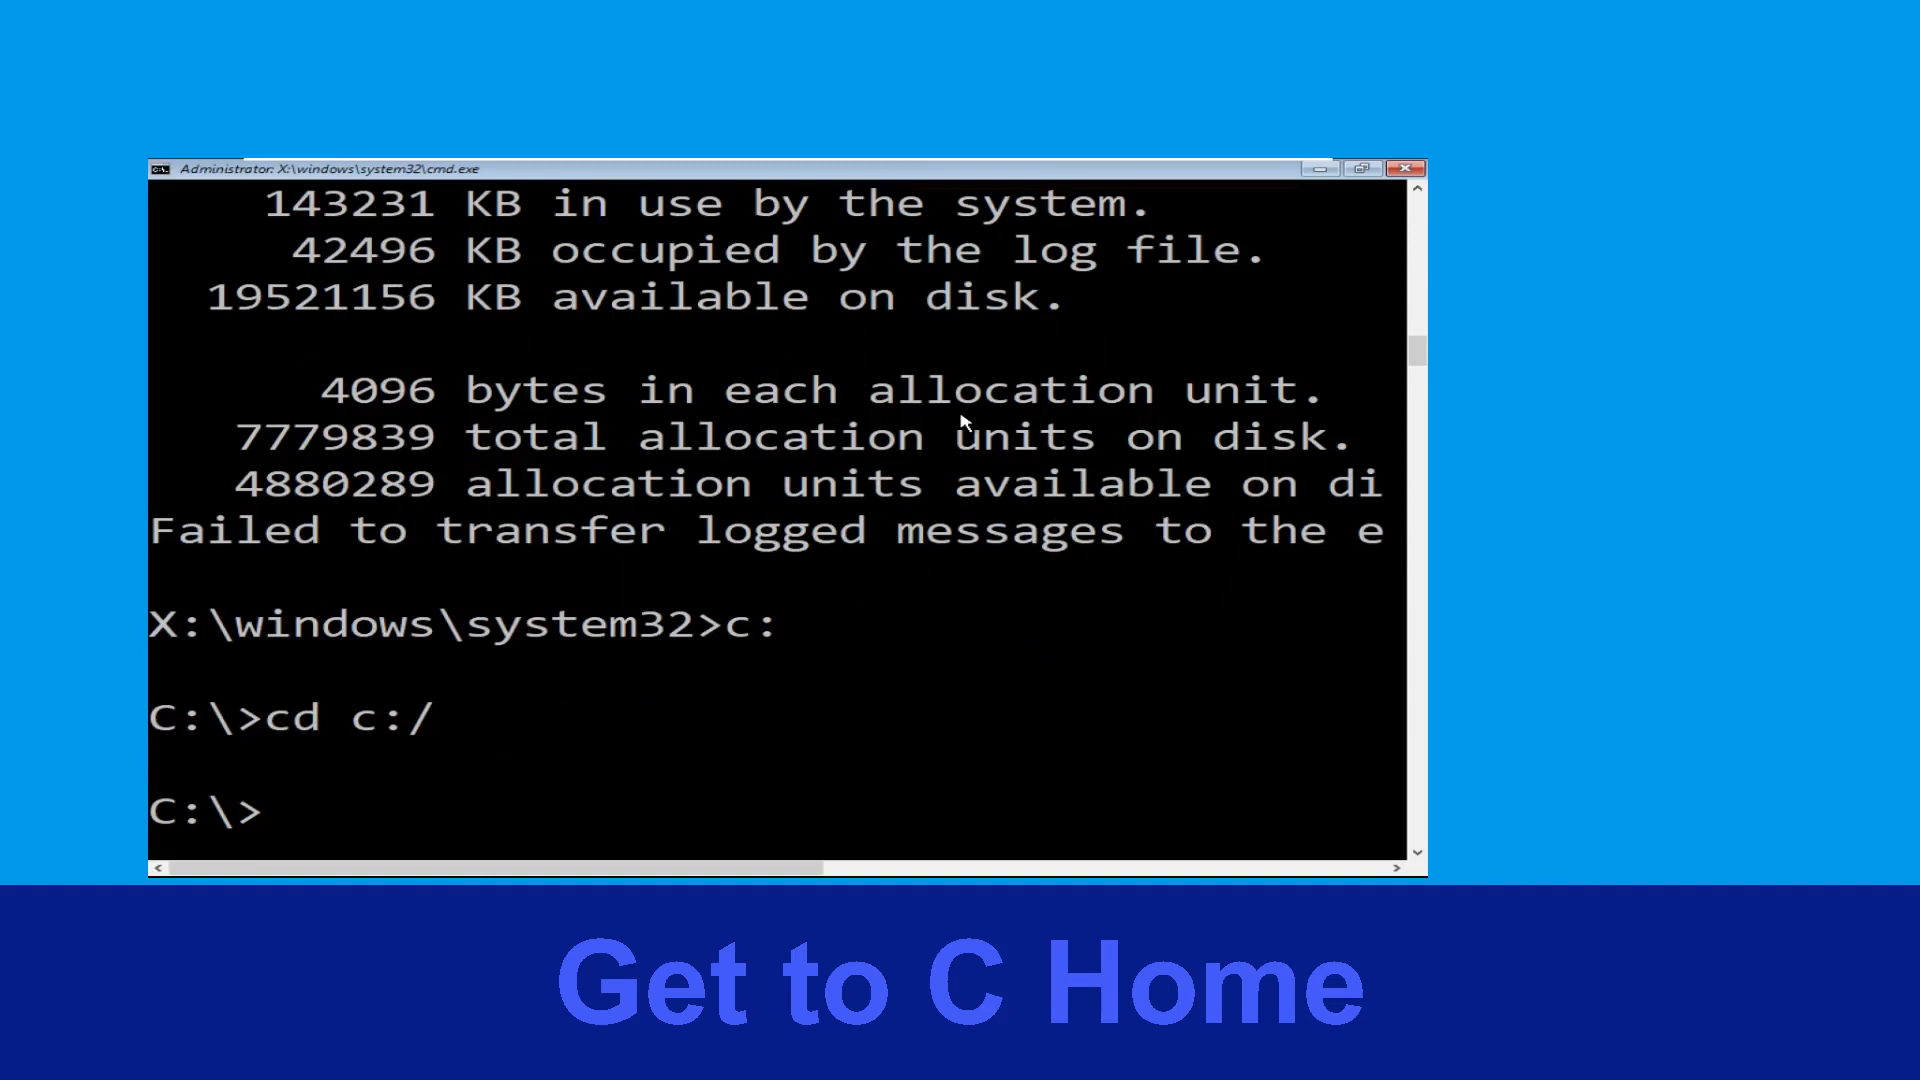 Administrator: X:\windows\system32\cmd.exe
143231 KB in use by the system.
42496 KB occupied by the log file.
19521156 KB available on disk.
4096 bytes in each allocation unit.
7779839 total allocation units on disk.
4880289 allocation units available on di
Failed to transfer logged messages to the e
X:\windows\system32>c:
C:\>cd c:/
C:\>
Get to C Home